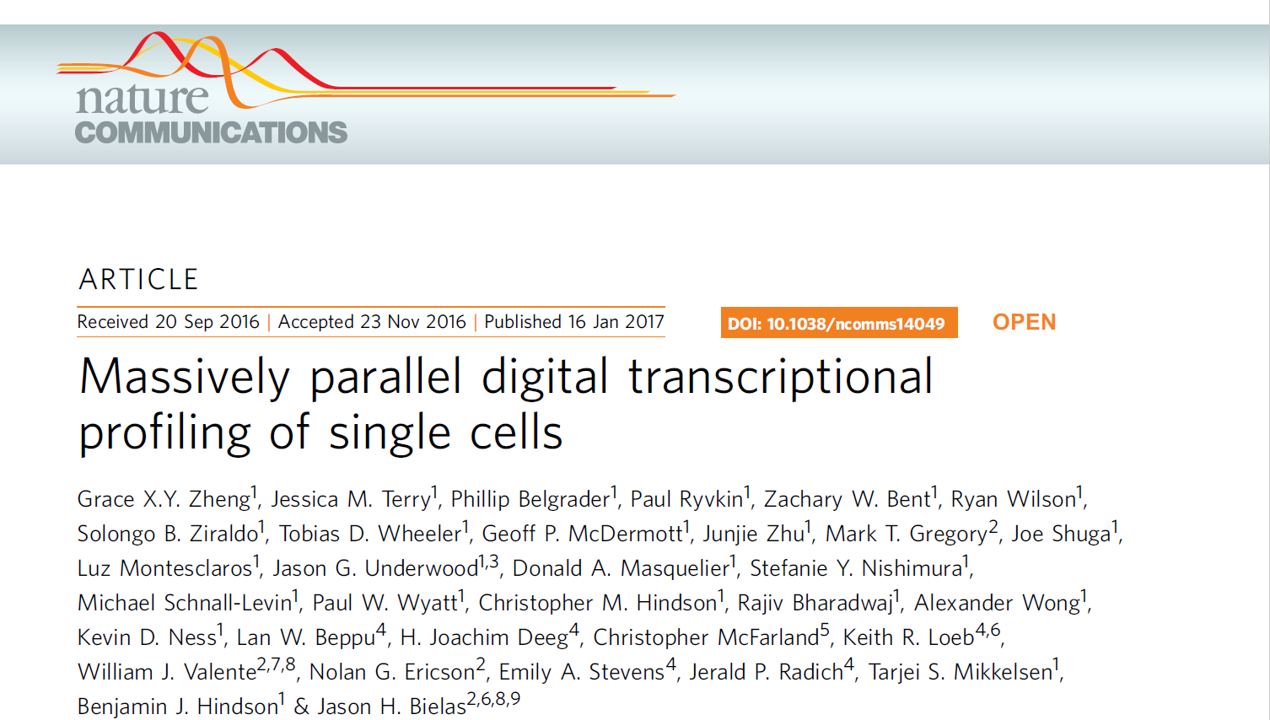 nature
COMMUNICATIONS
ARTICLE
Received 20 Sep 2016 | Accepted 23 Nov 2016 | Published 16 Jan 2017
DOI: 10.1038/ncomms14049
OPEN
Massively parallel digital transcriptional
profiling of single cells
Grace X.Y. Zheng¹, Jessica M. Terry¹, Phillip Belgrader¹, Paul Ryvkin¹, Zachary W. Bent¹, Ryan Wilson¹,
Solongo B. Ziraldo¹, Tobias D. Wheeler¹, Geoff P. McDermott¹, Junjie Zhu¹, Mark T. Gregory², Joe Shuga¹,
Luz Montesclaros¹, Jason G. Underwood¹,³, Donald A. Masquelier¹, Stefanie Y. Nishimura¹,
Michael Schnall-Levin¹, Paul W. Wyatt¹, Christopher M. Hindson¹, Rajiv Bharadwaj¹, Alexander Wong¹,
Kevin D. Ness¹, Lan W. Beppu⁴, H. Joachim Deeg⁴, Christopher McFarland⁵, Keith R. Loeb⁴,⁶,
William J. Valente²,⁷,⁸, Nolan G. Ericson², Emily A. Stevens⁴, Jerald P. Radich⁴, Tarjei S. Mikkelsen¹,
Benjamin J. Hindson¹ & Jason H. Bielas²,⁶,⁸,⁹